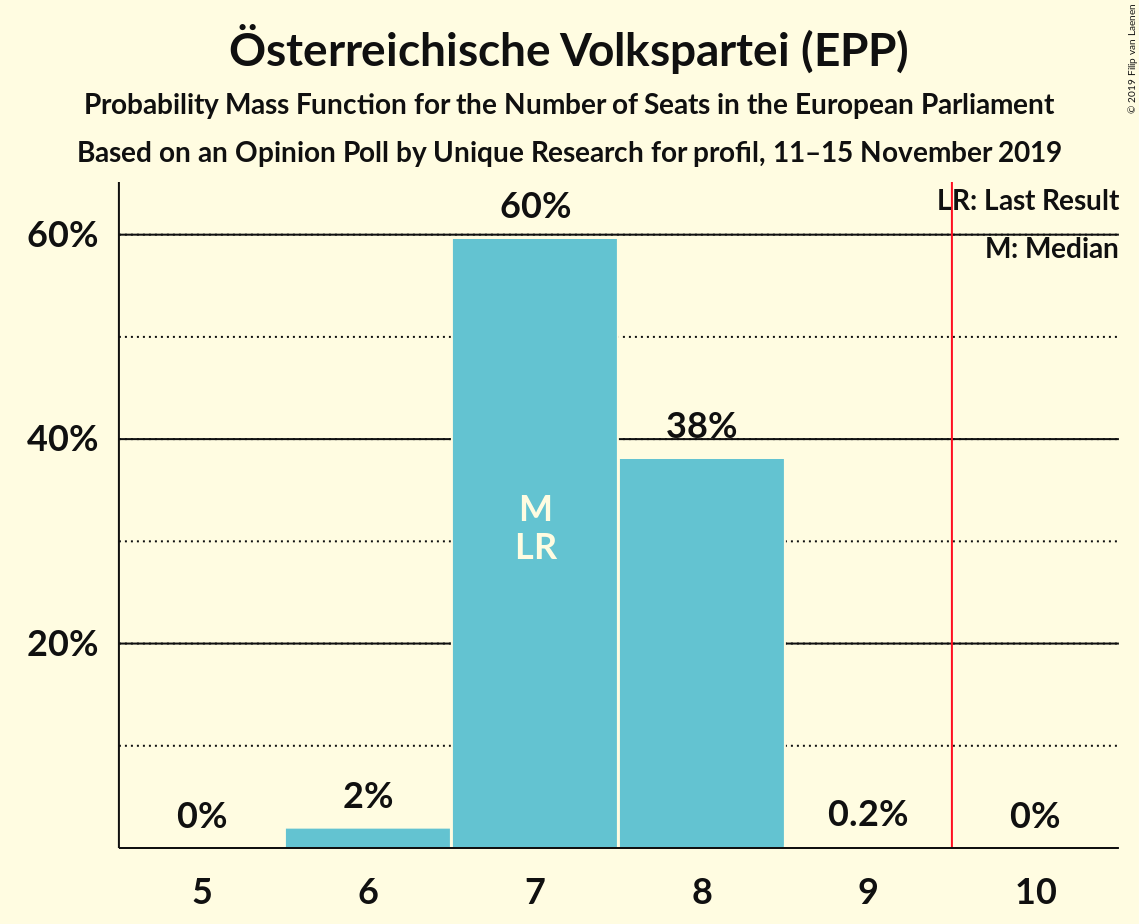 Österreichische Volkspartei (EPP)
Probability Mass Function for the Number of Seats in the European Parliament
Based on an Opinion Poll by Unique Research for profil, 11–15 November 2019
© 2019 Filip van Laenen
LR: Last Result
M: Median
60%
40%
20%
0%
2%
60%
M
LR
38%
0.2%
0%
5
6
7
8
9
10